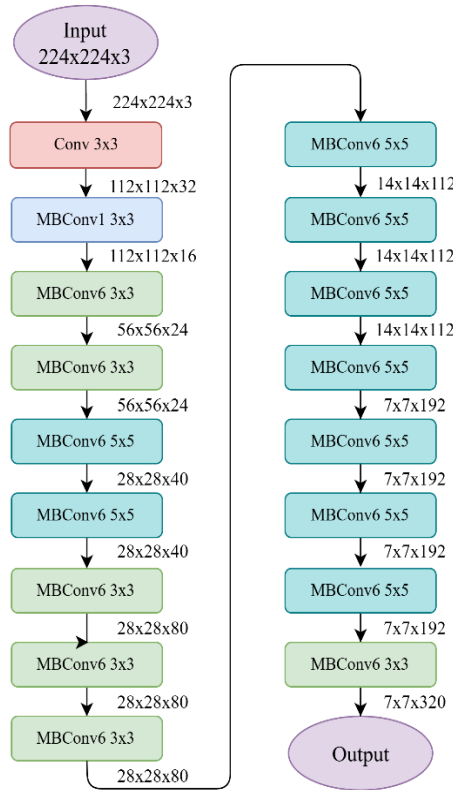 Input
224x224x3
224x224x3
Conv 3x3
112x112x32
MBConv1 3x3
112x112x16
MBConv6 3x3
56x56x24
MBConv6 3x3
56x56x24
MBConv6 5x5
28x28x40
MBConv6 5x5
28x28x40
MBConv6 3x3
28x28x80
MBConv6 3x3
28x28x80
MBConv6 3x3
28x28x80
MBConv6 5x5
14x14x112
MBConv6 5x5
14x14x112
MBConv6 5x5
14x14x112
MBConv6 5x5
7x7x192
MBConv6 5x5
7x7x192
MBConv6 5x5
7x7x192
MBConv6 5x5
7x7x192
MBConv6 3x3
7x7x320
Output